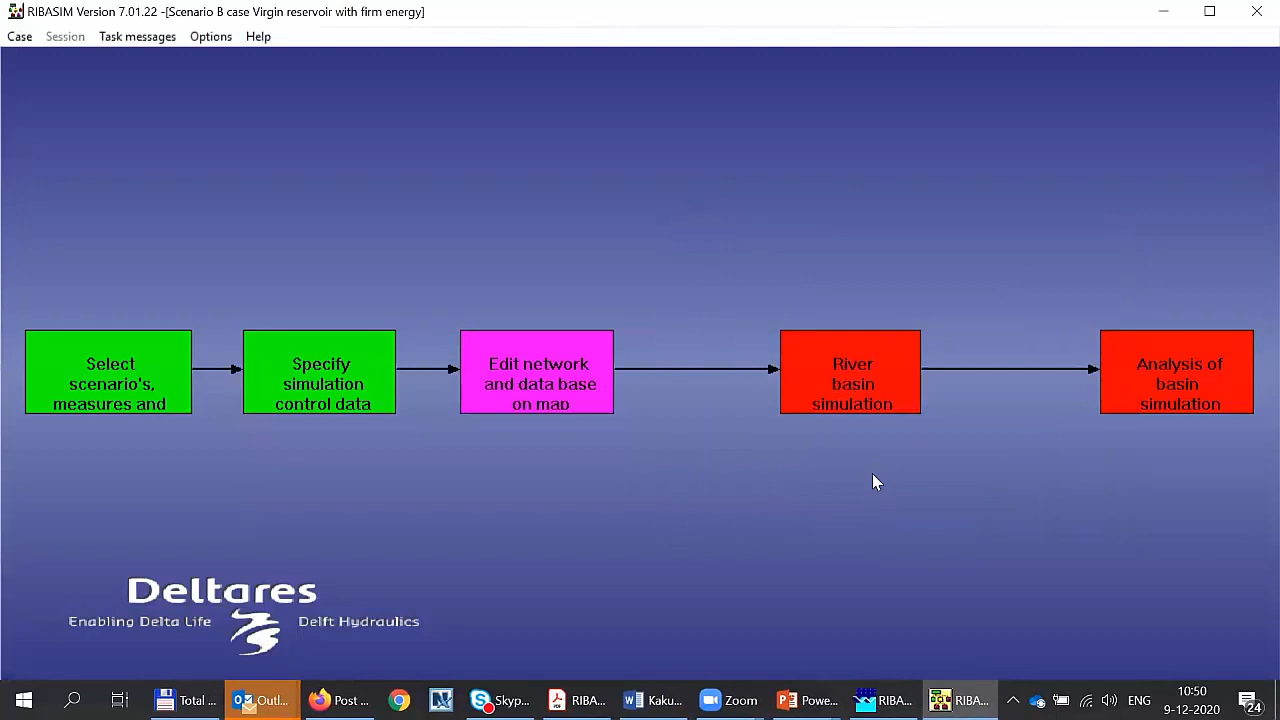 RIBASIM Version 7.01.22 -[Scenario B case Virgin reservoir with firm energy]
Case Session Task messages Options Help
Select
scenario's,
measures and
Specify
simulation
control data
Edit network
and data base
on map
River
basin
simulation
Analysis of
basin
simulation
Deltares
Enabling Delta Life Delft Hydraulics
Total ... Outl... Post ... Skyp... RIBA... Kaku... Zoom Powe... RIBA... RIBA... ENG
10:50
9-12-2020
24